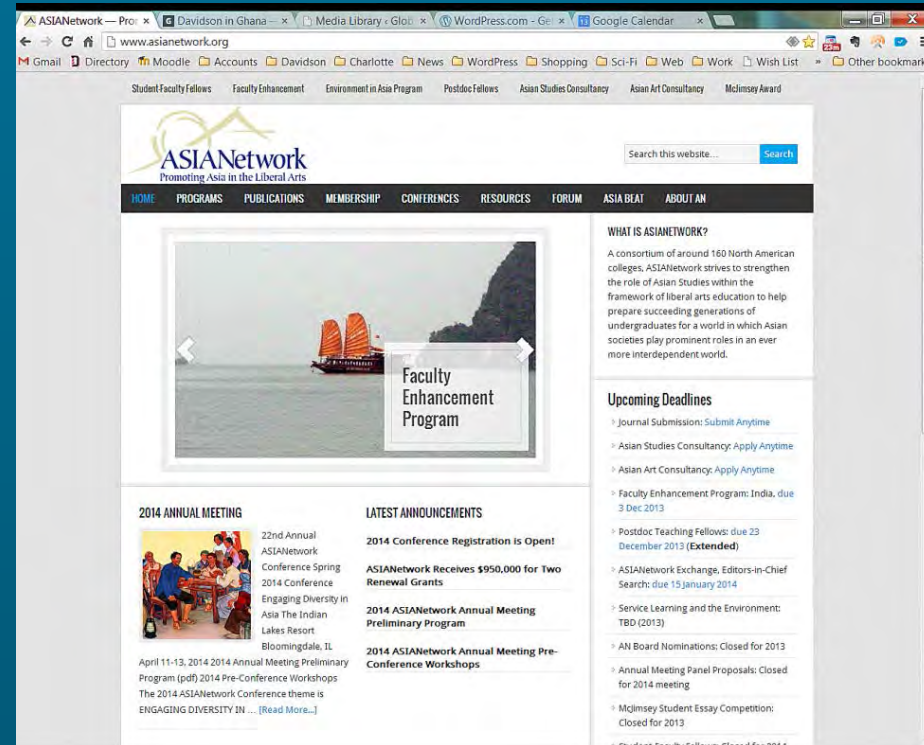 ASIANetwork — Pro
Davidson in Ghana —
Media Library ‹ Glob
WordPress.com - Ge
Google Calendar
www.asianetwork.org
23m
Gmail
Directory
Moodle
Accounts
Davidson
Charlotte
News
WordPress
Shopping
Sci-Fi
Web
Work
Wish List
»
Other bookmark
Student-Faculty Fellows
Faculty Enhancement
Environment in Asia Program
Postdoc Fellows
Asian Studies Consultancy
Asian Art Consultancy
McJimsey Award
ASIANetwork
Promoting Asia in the Liberal Arts
Search this website…
Search
HOME
PROGRAMS
PUBLICATIONS
MEMBERSHIP
CONFERENCES
RESOURCES
FORUM
ASIA BEAT
ABOUT AN
Faculty
Enhancement
Program
WHAT IS ASIANETWORK?
A consortium of around 160 North American
colleges, ASIANetwork strives to strengthen
the role of Asian Studies within the
framework of liberal arts education to help
prepare succeeding generations of
undergraduates for a world in which Asian
societies play prominent roles in an ever
more interdependent world.
Upcoming Deadlines
Journal Submission: Submit Anytime
Asian Studies Consultancy: Apply Anytime
Asian Art Consultancy: Apply Anytime
Faculty Enhancement Program: India, due
3 Dec 2013
Postdoc Teaching Fellows: due 23
December 2013 (Extended)
ASIANetwork Exchange, Editors-in-Chief
Search: due 15 January 2014
Service Learning and the Environment:
TBD (2013)
AN Board Nominations: Closed for 2013
Annual Meeting Panel Proposals: Closed
for 2014 meeting
McJimsey Student Essay Competition:
Closed for 2013
Student-Faculty Fellows: Closed for 2014
2014 ANNUAL MEETING
22nd Annual
ASIANetwork
Conference Spring
2014 Conference
Engaging Diversity in
Asia The Indian
Lakes Resort
Bloomingdale, IL
April 11-13, 2014 2014 Annual Meeting Preliminary
Program (pdf) 2014 Pre-Conference Workshops
The 2014 ASIANetwork Conference theme is
ENGAGING DIVERSITY IN … [Read More...]
LATEST ANNOUNCEMENTS
2014 Conference Registration is Open!
ASIANetwork Receives $950,000 for Two
Renewal Grants
2014 ASIANetwork Annual Meeting
Preliminary Program
2014 ASIANetwork Annual Meeting Pre-
Conference Workshops